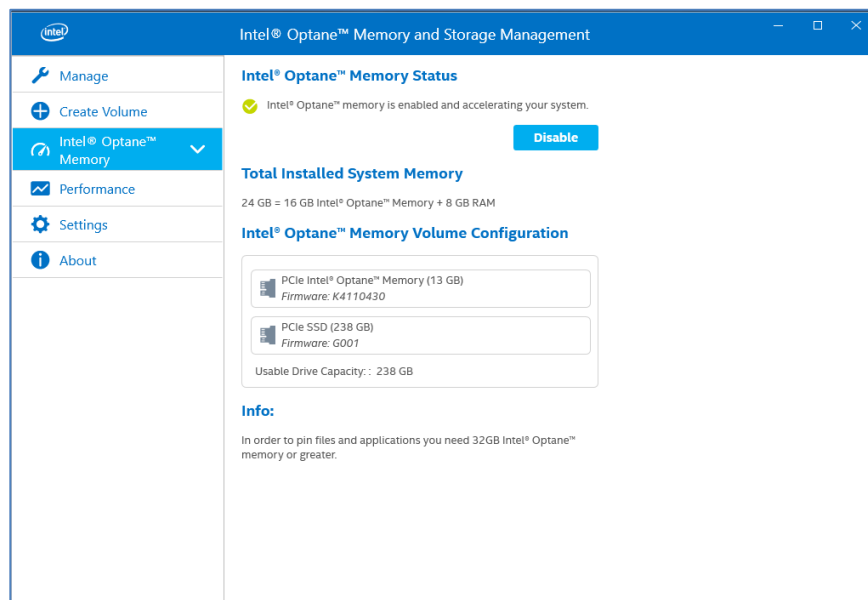 intel
Intel® Optane™ Memory and Storage Management
Manage
Create Volume
Intel® Optane™
Memory
Performance
Settings
About
Intel® Optane™ Memory Status
Intel® Optane™ memory is enabled and accelerating your system.
Disable
Total Installed System Memory
24 GB = 16 GB Intel® Optane™ Memory + 8 GB RAM
Intel® Optane™ Memory Volume Configuration
PCIe Intel® Optane™ Memory (13 GB)
Firmware: K4110430
PCIe SSD (238 GB)
Firmware: G001
Usable Drive Capacity: : 238 GB
Info:
In order to pin files and applications you need 32GB Intel® Optane™
memory or greater.